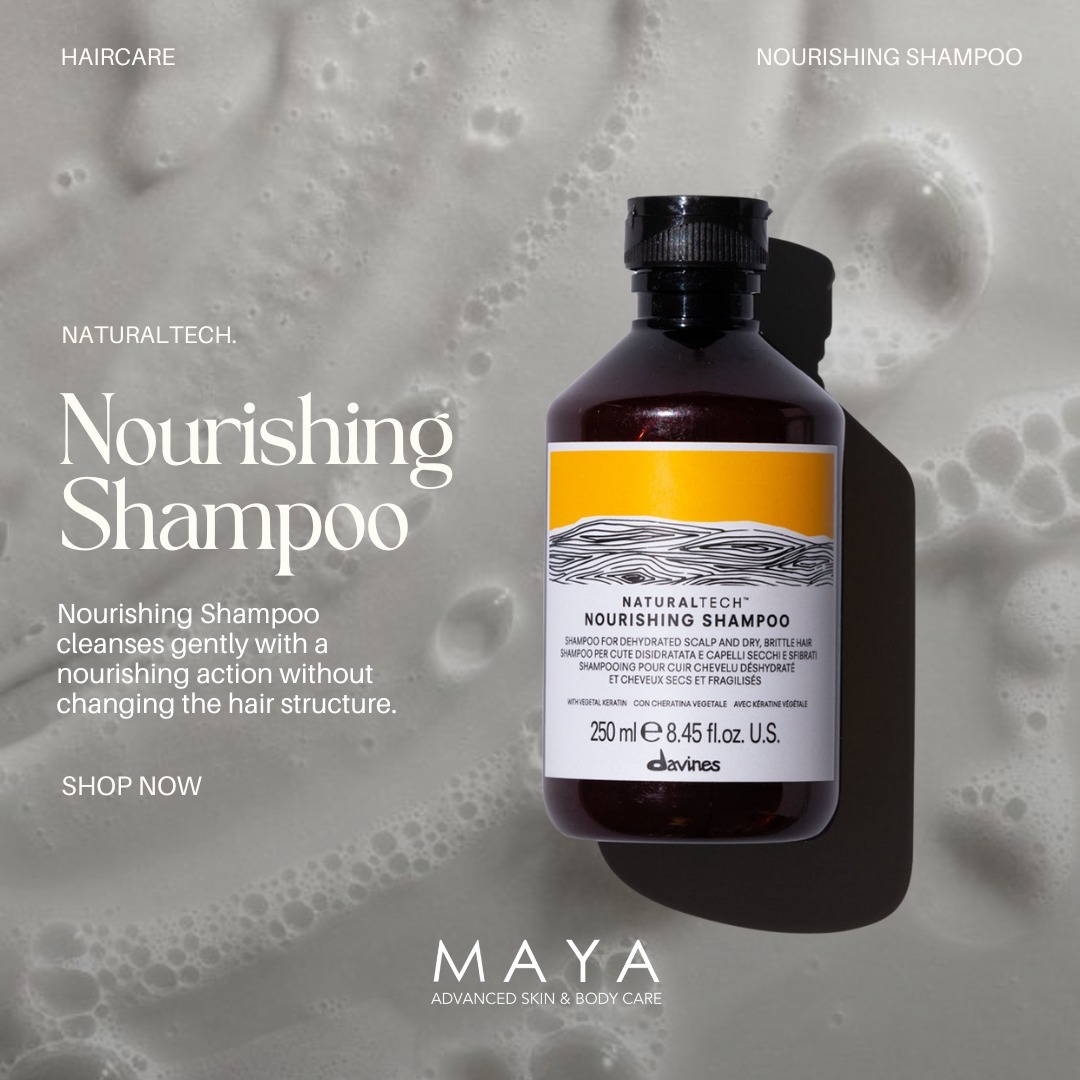 HAIRCARE
NOURISHING SHAMPOO
NATURALTECH.
Nourishing
Shampoo
Nourishing Shampoo
cleanses gently with a
nourishing action without
changing the hair structure.
SHOP NOW
NATURALTECH™
NOURISHING SHAMPOO
SHAMPOO FOR DEHYDRATED SCALP AND DRY, BRITTLE HAIR
SHAMPOO PER CUTE DISIDRATATA E CAPELLI SECCHI E SFIBRATI
SHAMPOOING POUR CUIR CHEVELU DÉSHYDRATÉ
ET CHEVEUX SECS ET FRAGILISÉS
WITH VEGETAL KERATIN CON CHERATINA VEGETALE AVEC KÉRATINE VÉGÉTALE
250 ml ℮ 8.45 fl.oz. U.S.
davines
MAYA
ADVANCED SKIN & BODY CARE